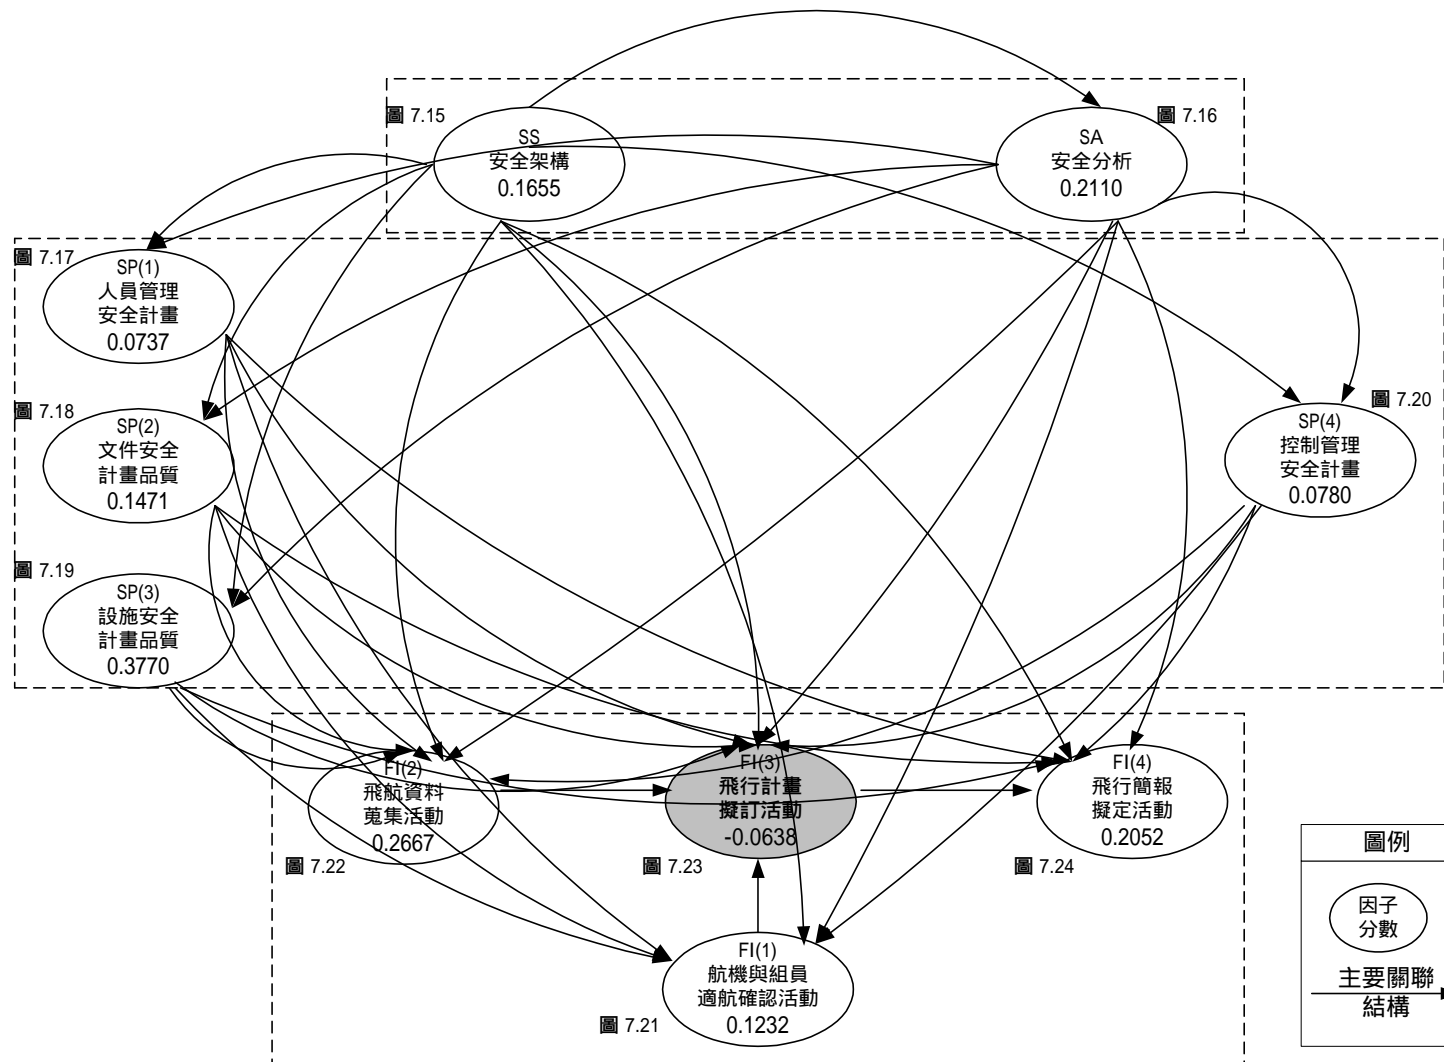 圖 7.15
SS
安全架構
0.1655
SA
安全分析
0.2110
圖 7.16
圖 7.17
SP(1)
人員管理
安全計畫
0.0737
圖 7.18
SP(2)
文件安全
計畫品質
0.1471
圖 7.19
SP(3)
設施安全
計畫品質
0.3770
圖 7.20
SP(4)
控制管理
安全計畫
0.0780
FI(2)
飛航資料
蒐集活動
0.2667
圖 7.22
FI(3)
飛行計畫
擬訂活動
-0.0638
圖 7.23
FI(4)
飛行簡報
擬定活動
0.2052
圖 7.24
FI(1)
航機與組員
適航確認活動
0.1232
圖 7.21
圖例
因子
分數
主要關聯
結構